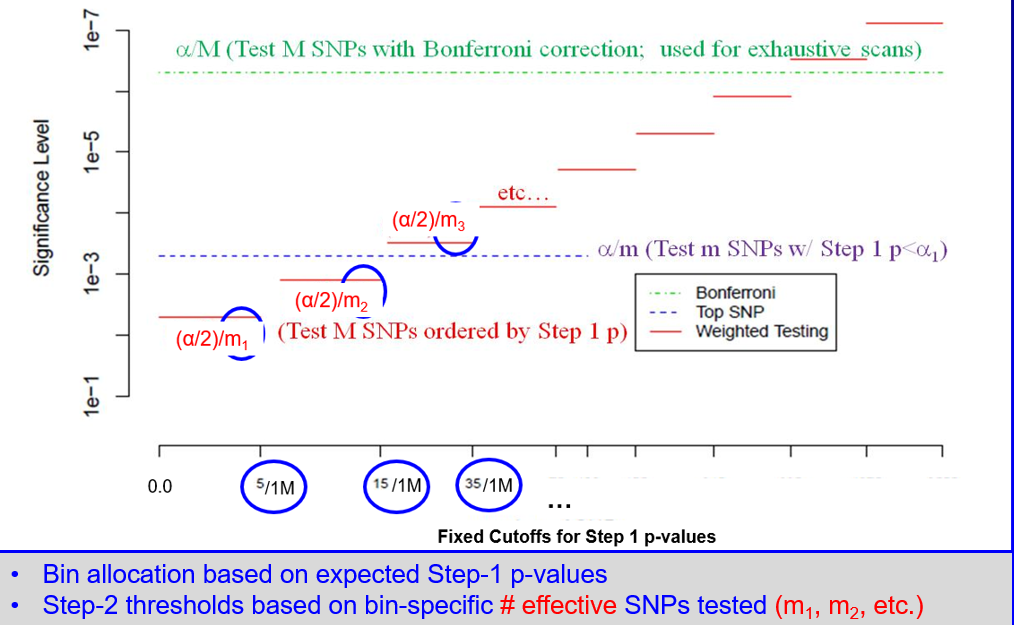 1e−7
α/M (Test M SNPs with Bonferroni correction; used for exhaustive scans)
Significance Level
1e−5
etc…
(α/2)/m₃
α/m (Test m SNPs w/ Step 1 p<α₁)
1e−3
(α/2)/m₂
Bonferroni
Top SNP
Weighted Testing
(α/2)/m₁
(Test M SNPs ordered by Step 1 p)
1e−1
0.0
5/1M
15/1M
35/1M
...
Fixed Cutoffs for Step 1 p-values
• Bin allocation based on expected Step-1 p-values
• Step-2 thresholds based on bin-specific # effective SNPs tested (m₁, m₂, etc.)